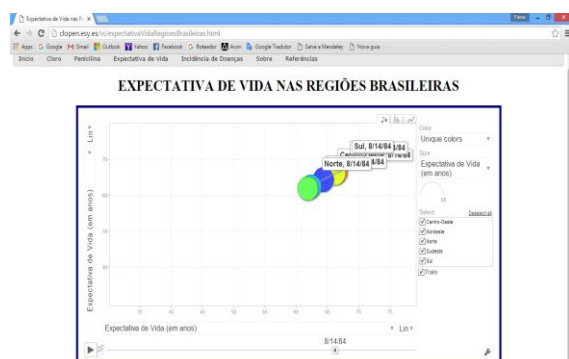 Expectativa de Vida nas R
clopen.esy.es/vi/expectativaVidaRegioesBrasileiras.html
Apps Google Gmail Outlook Yahoo Facebook Roteador Avon Google Tradutor Salve a Mendeley Nova guia
Início Cloro Penicilina Expectativa de Vida Incidência de Doenças Sobre Referências
EXPECTATIVA DE VIDA NAS REGIÕES BRASILEIRAS
Lin
Expectativa de Vida (em anos)
Sul, 8/14/84
Norte, 8/14/84
Color
Unique colors
Size
Expectativa de Vida (em anos)
Select Deselect all
Centro-Oeste
Nordeste
Norte
Sudeste
Sul
Trails
Expectativa de Vida (em anos) Lin
8/14/84